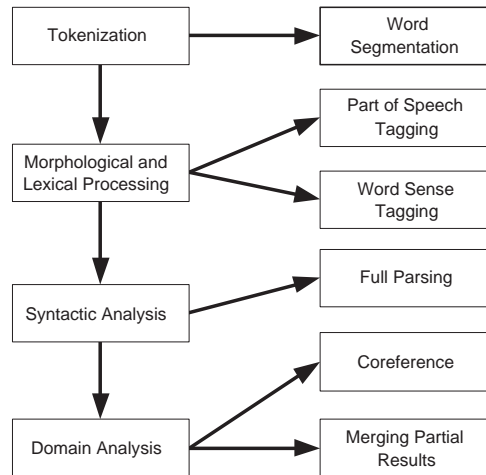 Tokenization
Word
Segmentation
Part of Speech
Tagging
Morphological and
Lexical Processing
Word Sense
Tagging
Full Parsing
Syntactic Analysis
Coreference
Domain Analysis
Merging Partial
Results